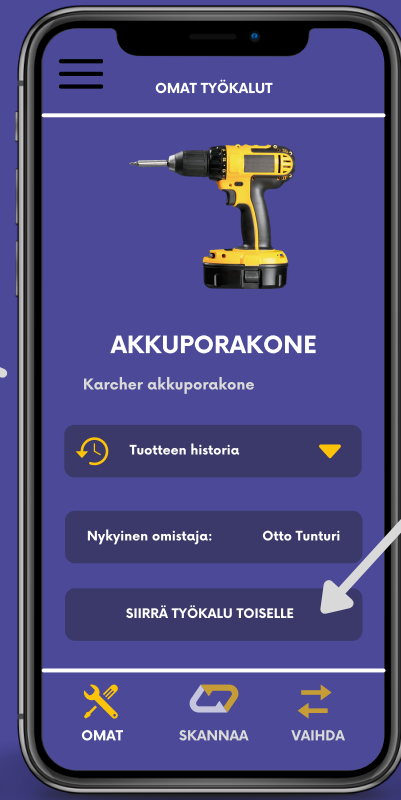 OMAT TYÖKALUT
AKKUPORAKONE
Karcher akkuporakone
Tuotteen historia
Nykyinen omistaja: Otto Tunturi
SIIRRÄ TYÖKALU TOISELLE
OMAT SKANNAA VAIHDA